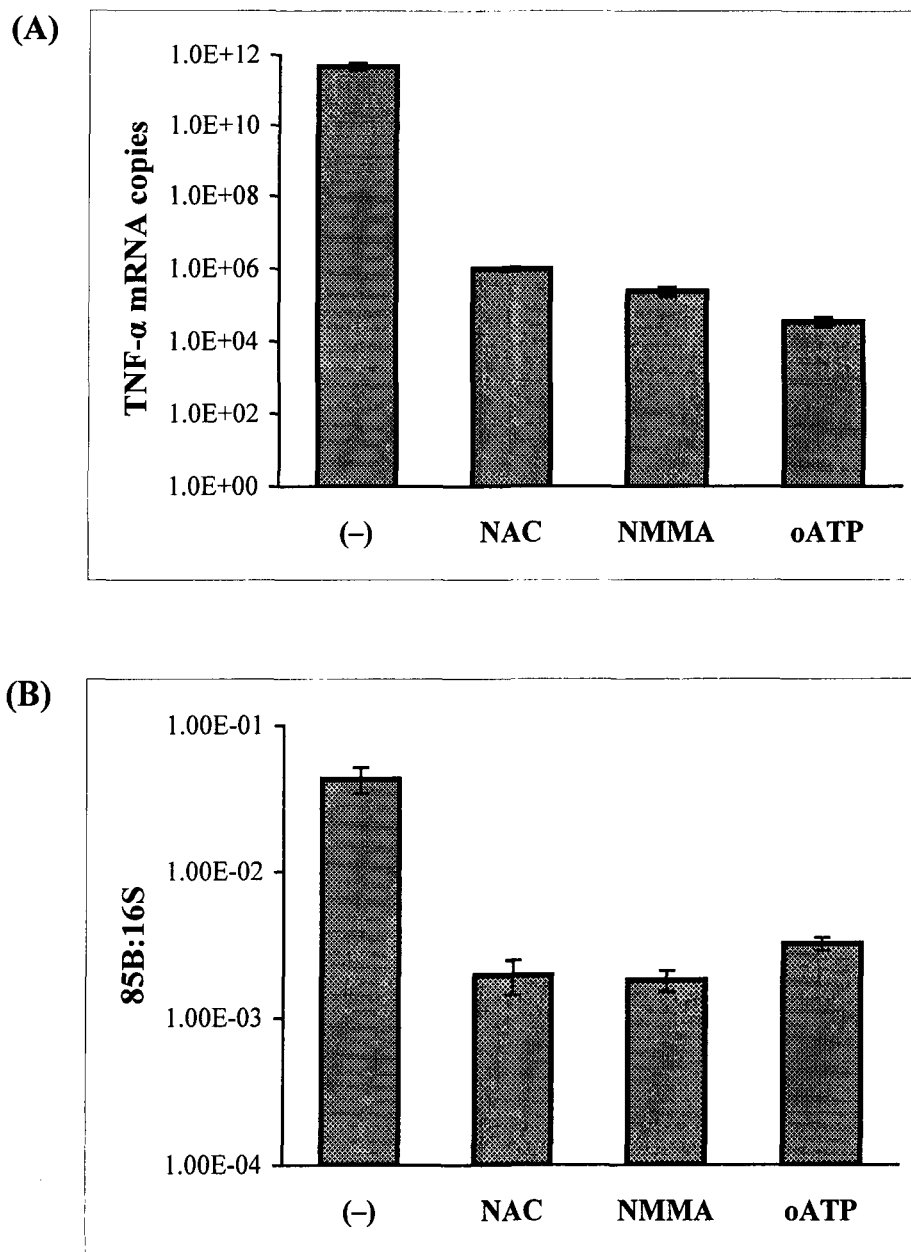 (A)
TNF-α mRNA copies
1.0E+12
1.0E+10
1.0E+08
1.0E+06
1.0E+04
1.0E+02
1.0E+00
(–) NAC NMMA oATP
(B)
85B:16S
1.00E-01
1.00E-02
1.00E-03
1.00E-04
(–) NAC NMMA oATP